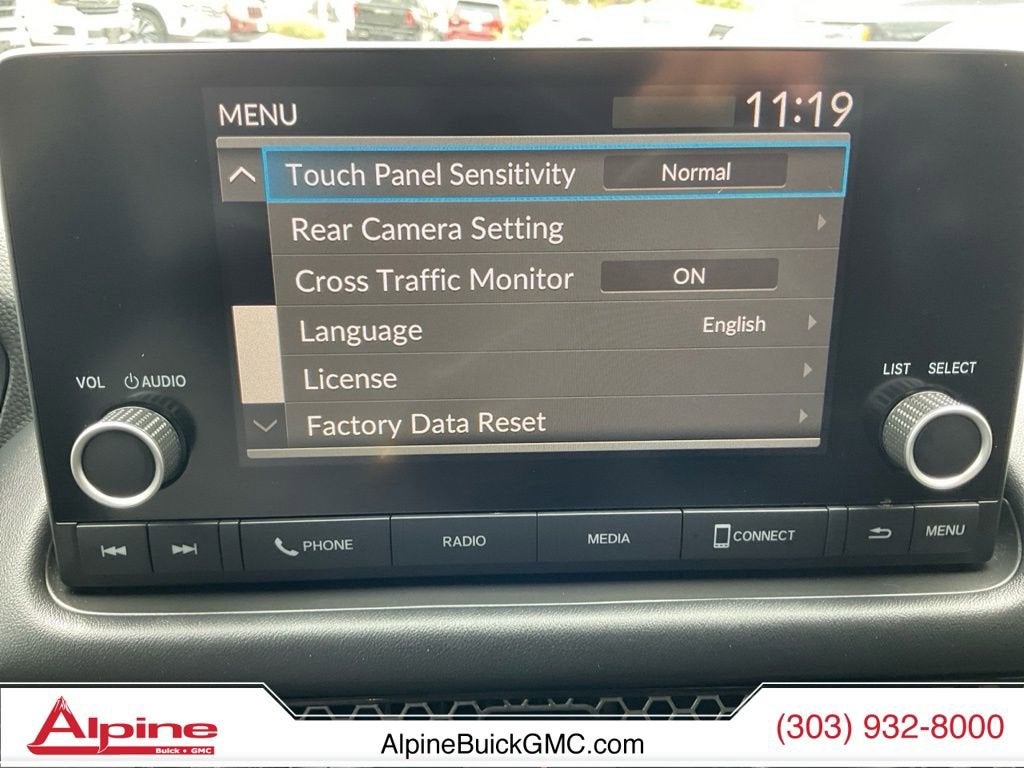 MENU 11:19
Touch Panel Sensitivity Normal
Rear Camera Setting
Cross Traffic Monitor ON
Language English
License
Factory Data Reset
VOL AUDIO
LIST SELECT
PHONE RADIO MEDIA CONNECT MENU
Alpine
Buick • GMC
AlpineBuickGMC.com
(303) 932-8000